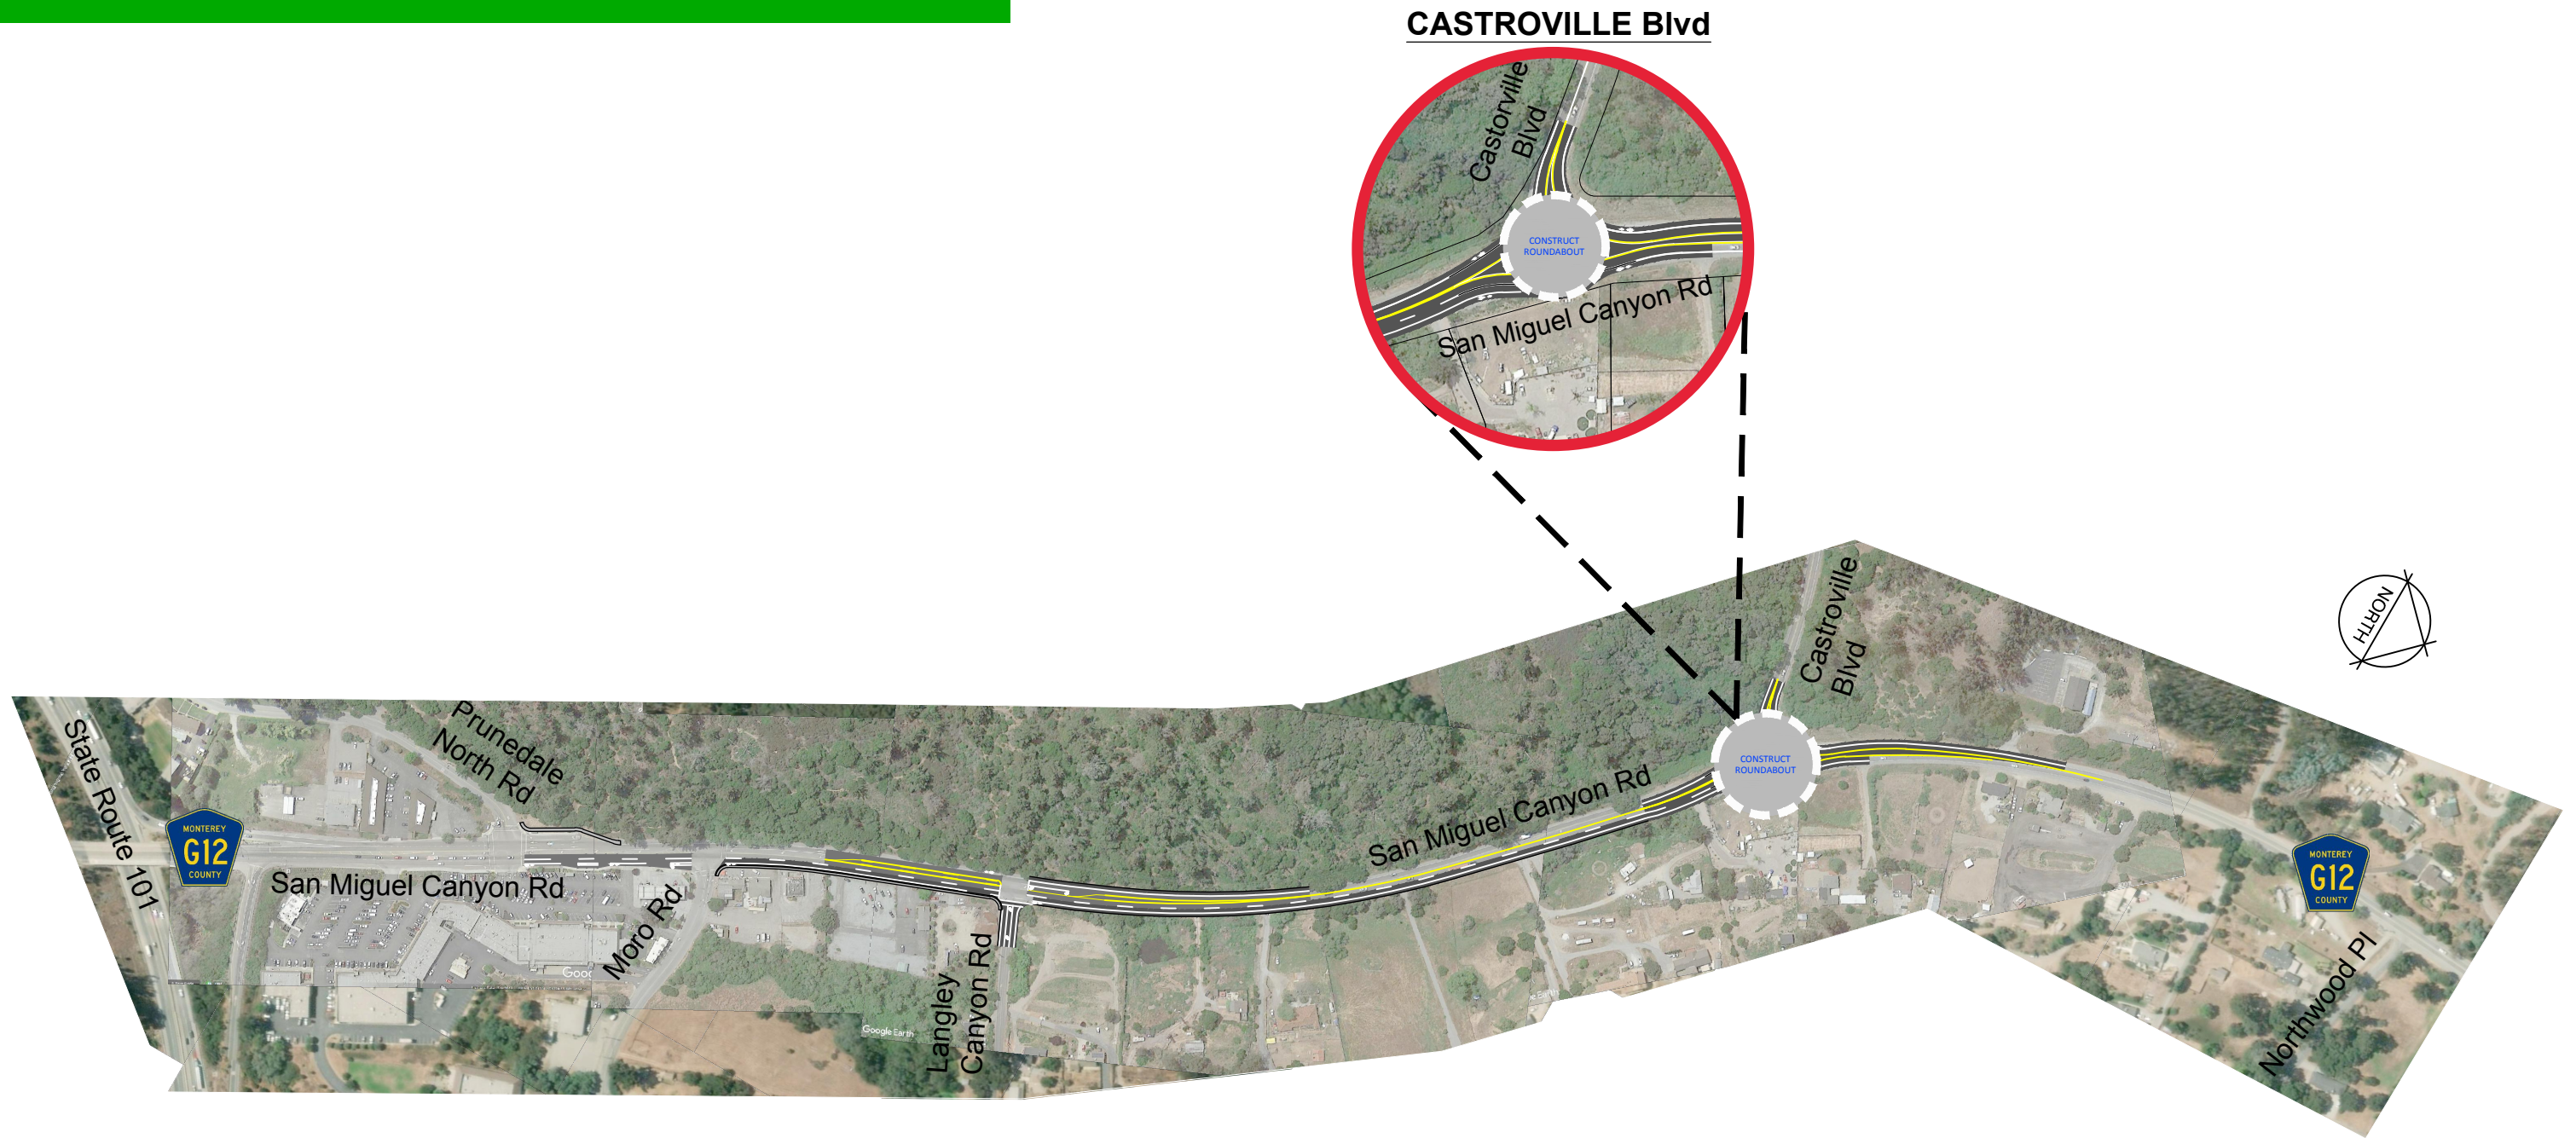 CASTROVILLE Blvd
Castorville
Blvd
CONSTRUCT
ROUNDABOUT
San Miguel Canyon Rd
NORTH
Castroville
Blvd
State Route 101
MONTEREY
G12
COUNTY
Prunedale
North Rd
San Miguel Canyon Rd
Moro Rd
Langley
Canyon Rd
San Miguel Canyon Rd
CONSTRUCT
ROUNDABOUT
MONTEREY
G12
COUNTY
Northwood Pl
Goo
Google Earth